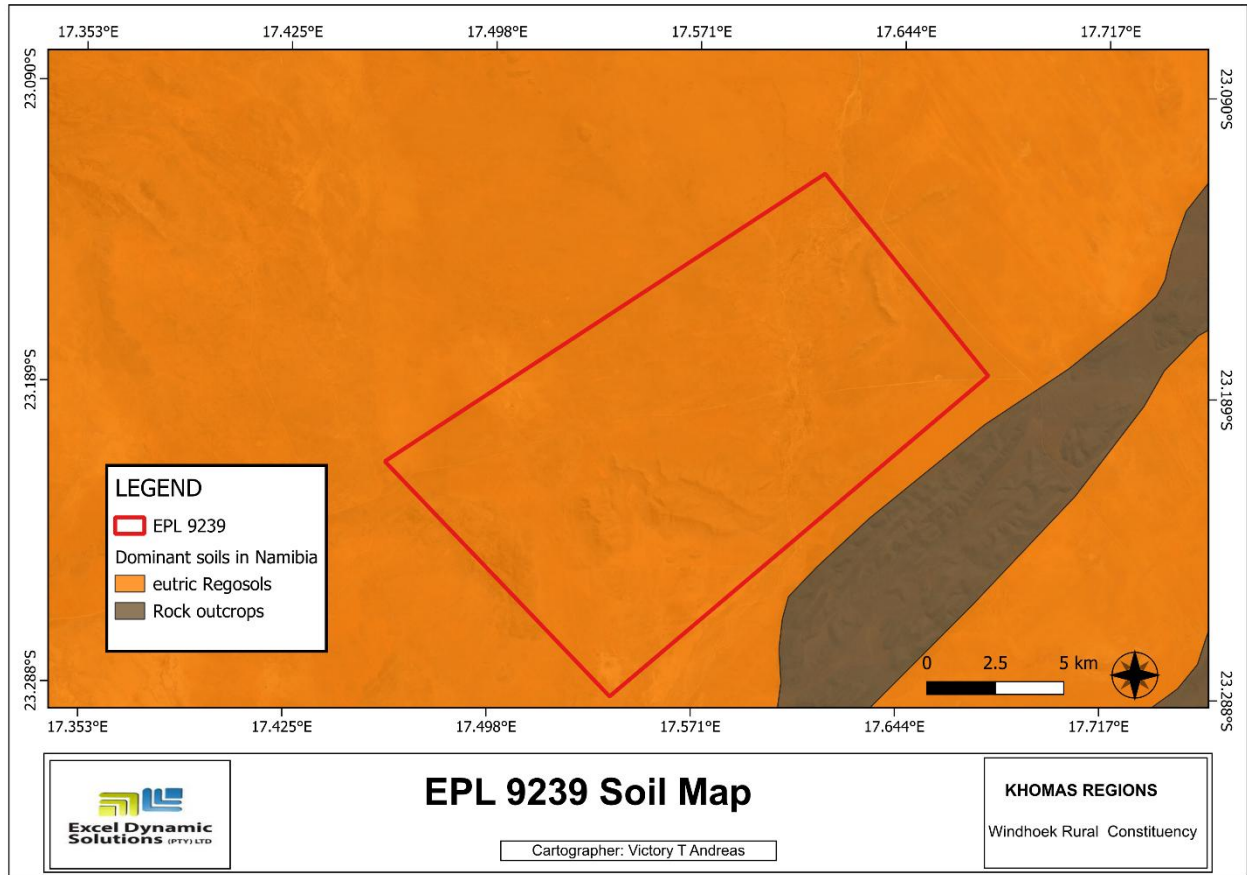 17.353°E 17.425°E 17.498°E 17.571°E 17.644°E 17.717°E
23.090°S
23.090°S
23.189°S
23.189°S
LEGEND
EPL 9239
Dominant soils in Namibia
eutric Regosols
Rock outcrops
0 2.5 5 km
23.288°S
23.288°S
17.353°E 17.425°E 17.498°E 17.571°E 17.644°E 17.717°E
Excel Dynamic
Solutions (PTY) LTD
EPL 9239 Soil Map
Cartographer: Victory T Andreas
KHOMAS REGIONS
Windhoek Rural Constituency